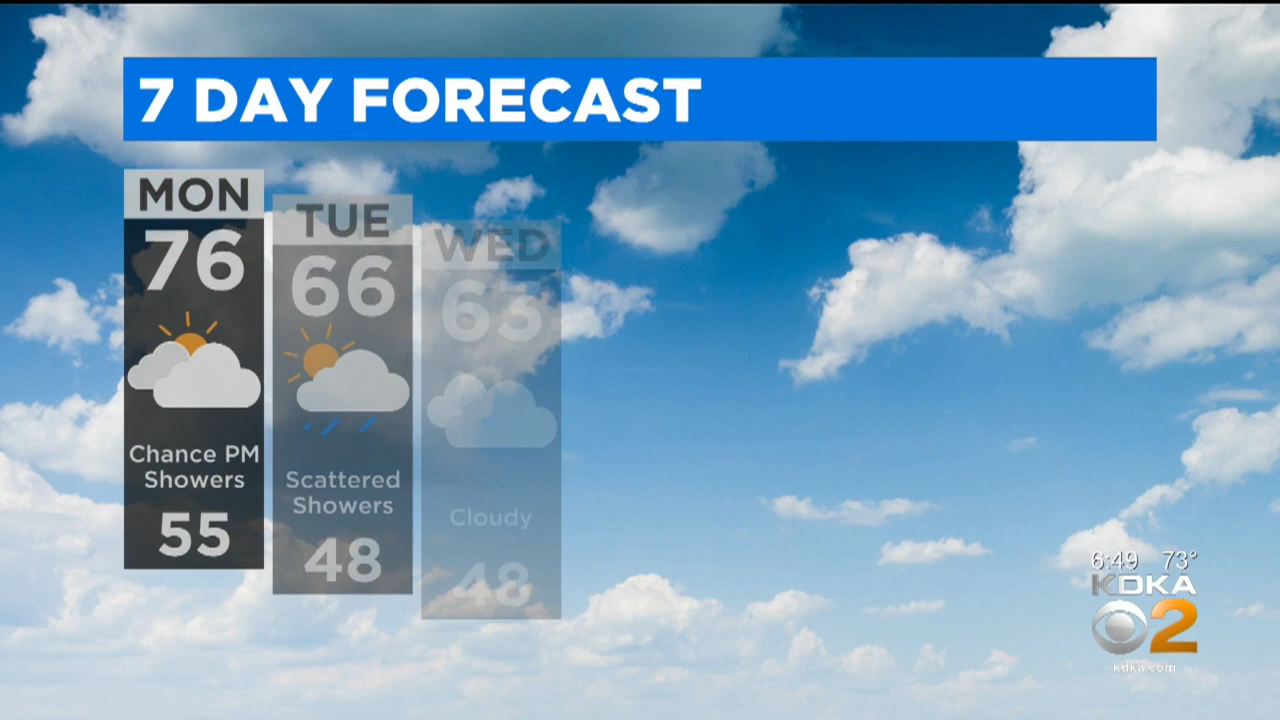 7 DAY FORECAST
MON
76
Chance PM
Showers
55
TUE
66
Scattered
Showers
48
WED
63
Cloudy
48
6:49 73°
KDKA
2
kdka.com